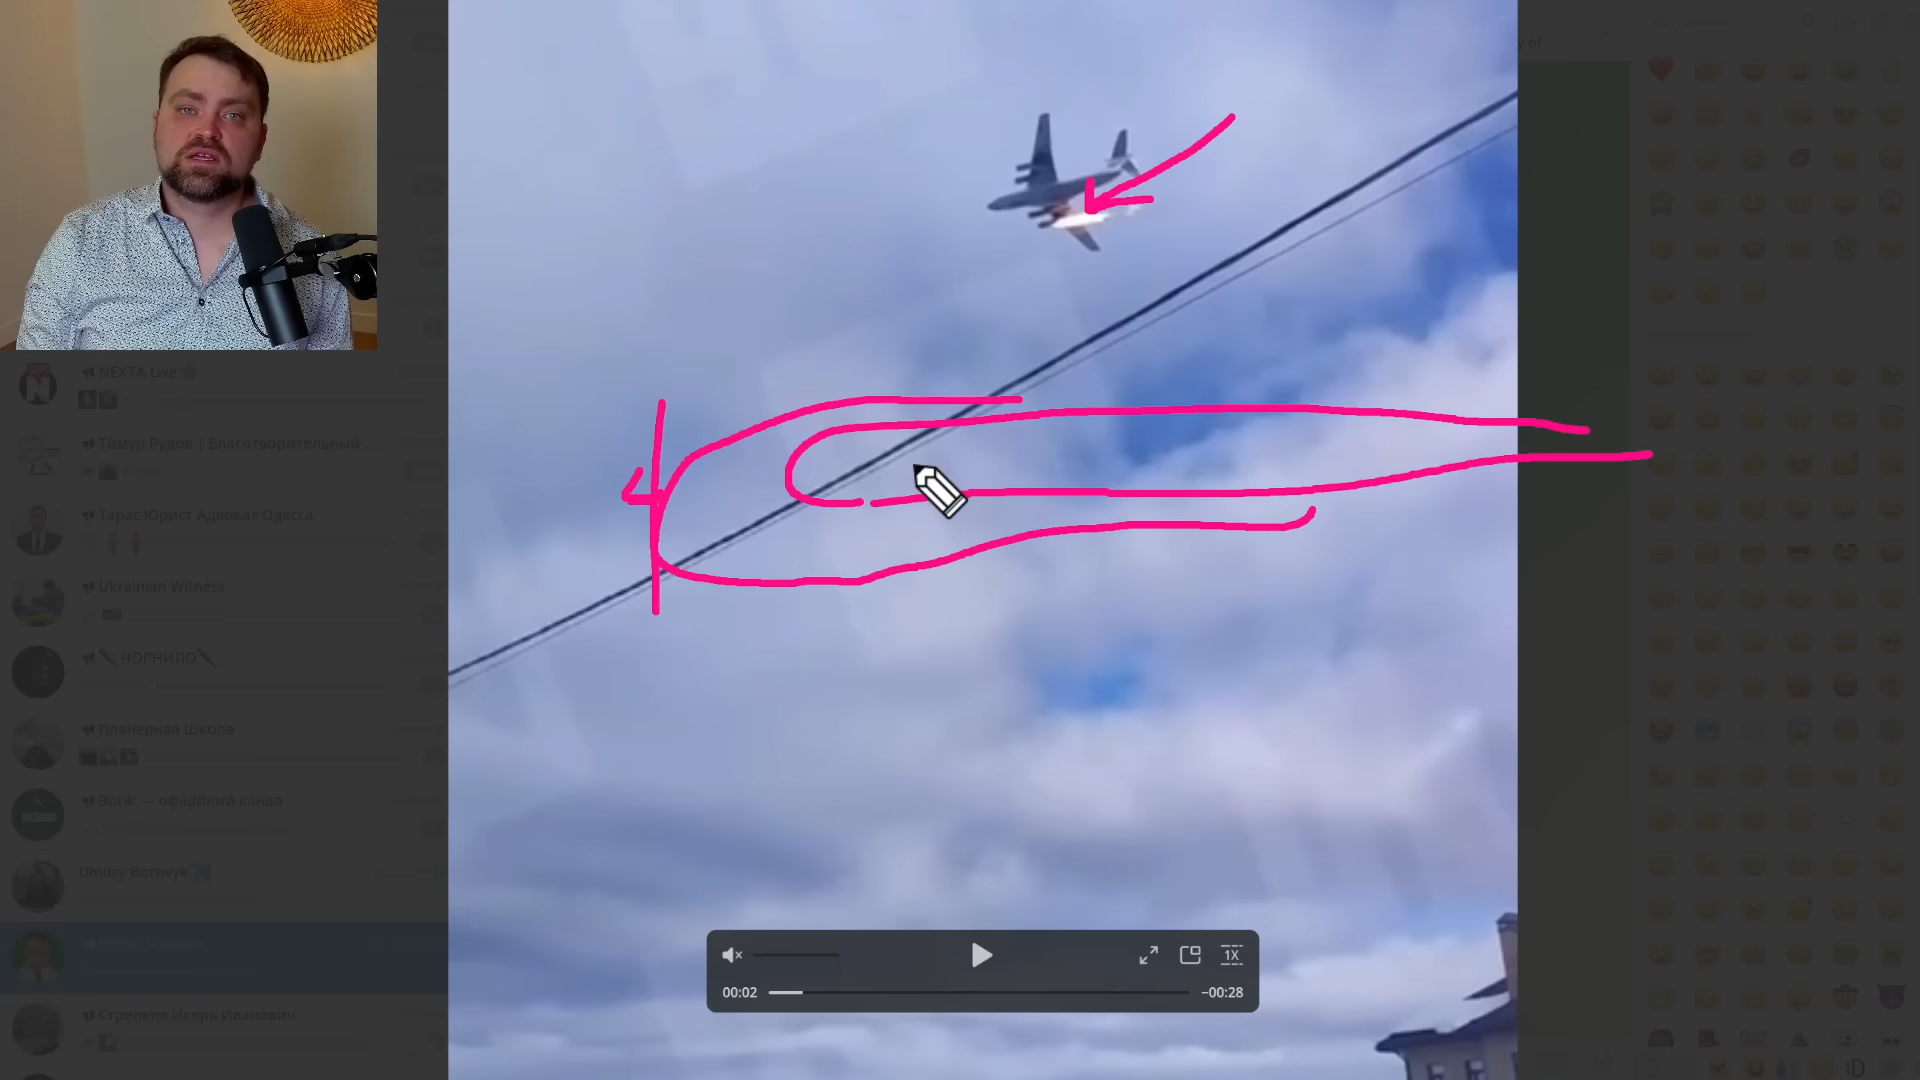 y of...
NEXTA Live
Тимур Рудов | Благотворительный ...
Тарас Юрист Адвокат Одесса
Ukrainian Witness
ЧОРНИЛО
Планерная Школа
Borik — офіційний канал
Dmitry Borovyk
Стрелков Игорь Иванович
1X
00:02
−00:28
:D